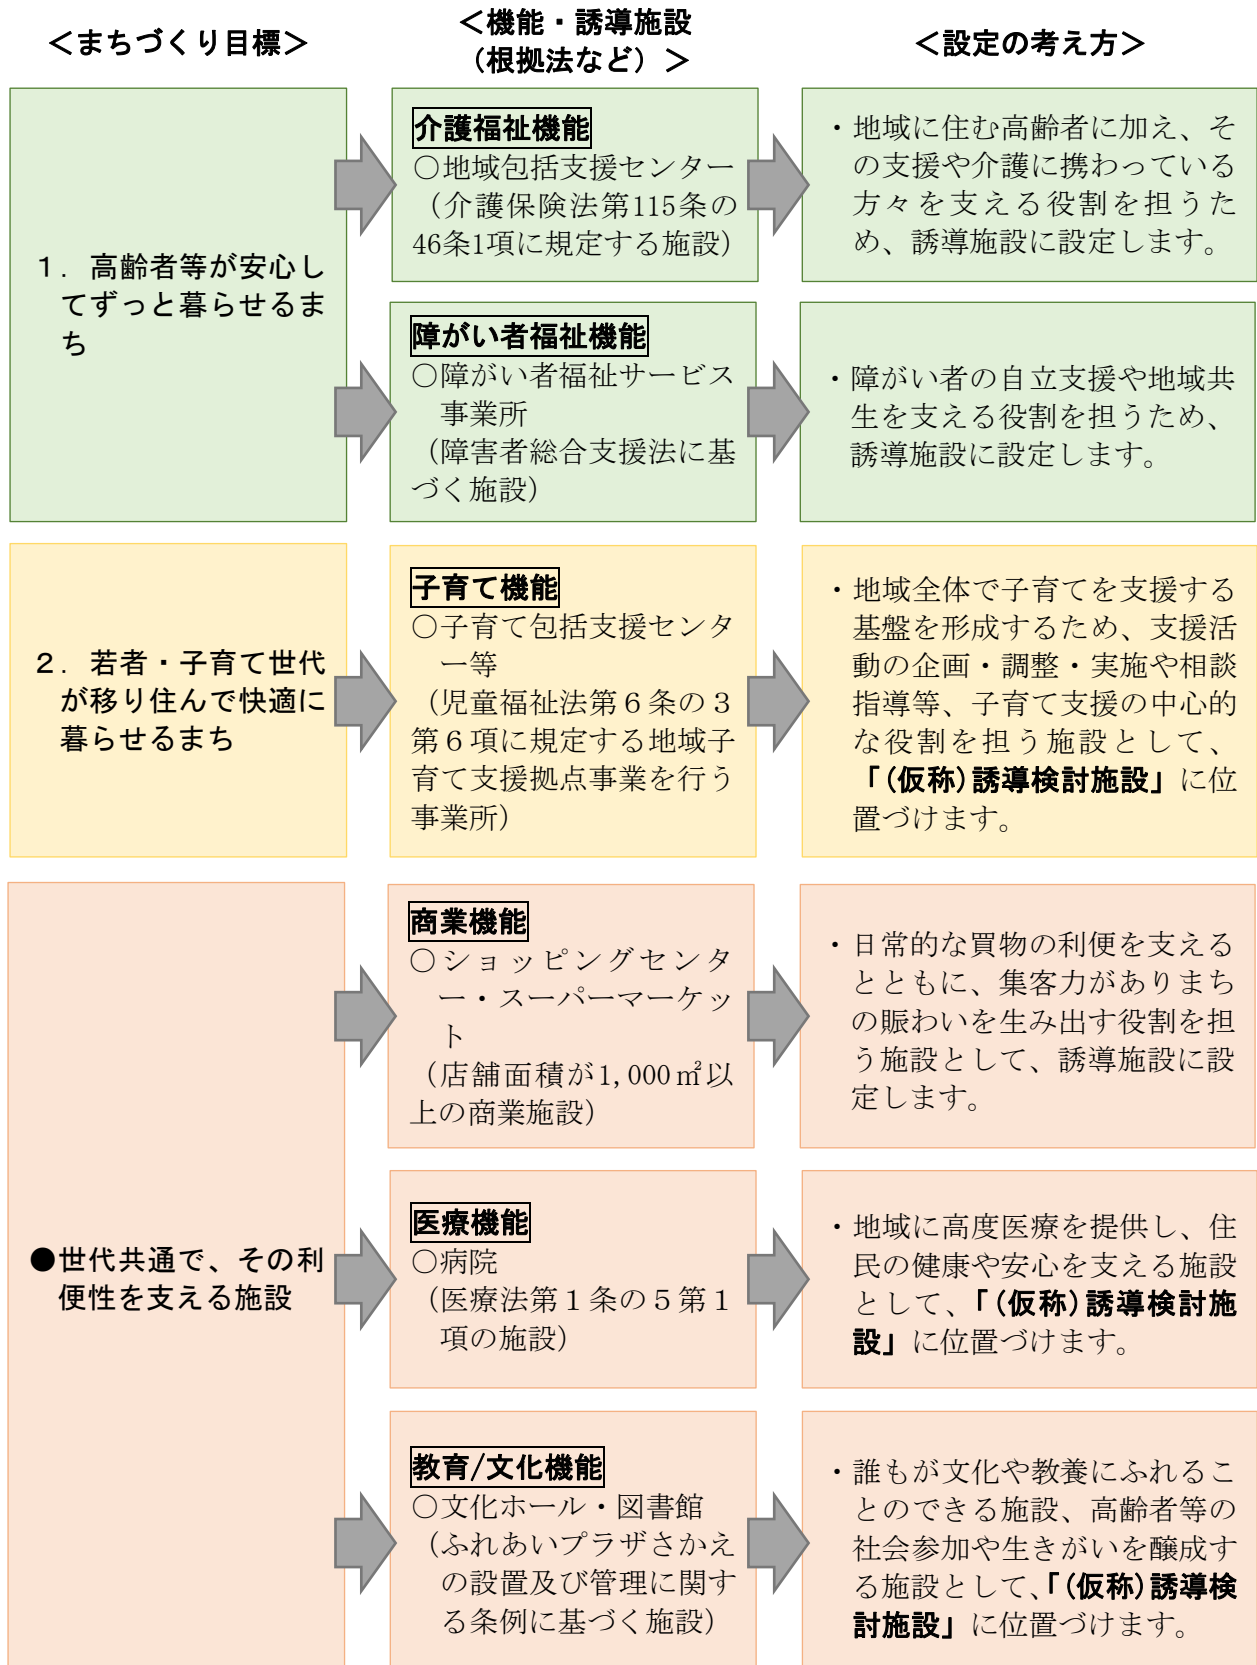 ＜まちづくり目標＞
＜機能・誘導施設
（根拠法など）＞
＜設定の考え方＞
１．高齢者等が安心し
てずっと暮らせるま
ち
介護福祉機能
○地域包括支援センター
（介護保険法第115条の
46条1項に規定する施設）
・地域に住む高齢者に加え、そ
の支援や介護に携わっている
方々を支える役割を担うた
め、誘導施設に設定します。
障がい者福祉機能
○障がい者福祉サービス
事業所
（障害者総合支援法に基
づく施設）
・障がい者の自立支援や地域共
生を支える役割を担うため、
誘導施設に設定します。
２．若者・子育て世代
が移り住んで快適に
暮らせるまち
子育て機能
○子育て包括支援センタ
ー等
（児童福祉法第６条の３
第６項に規定する地域子
育て支援拠点事業を行う
事業所）
・地域全体で子育てを支援する
基盤を形成するため、支援活
動の企画・調整・実施や相談
指導等、子育て支援の中心的
な役割を担う施設として、
「(仮称)誘導検討施設」に位
置づけます。
●世代共通で、その利
便性を支える施設
商業機能
○ショッピングセンタ
ー・スーパーマーケッ
ト
（店舗面積が1,000㎡以
上の商業施設）
・日常的な買物の利便を支える
とともに、集客力がありまち
の賑わいを生み出す役割を担
う施設として、誘導施設に設
定します。
医療機能
○病院
（医療法第１条の５第１
項の施設）
・地域に高度医療を提供し、住
民の健康や安心を支える施設
として、「(仮称)誘導検討施
設」に位置づけます。
教育/文化機能
○文化ホール・図書館
（ふれあいプラザさかえ
の設置及び管理に関す
る条例に基づく施設）
・誰もが文化や教養にふれるこ
とのできる施設、高齢者等の
社会参加や生きがいを醸成す
る施設として、「(仮称)誘導検
討施設」に位置づけます。